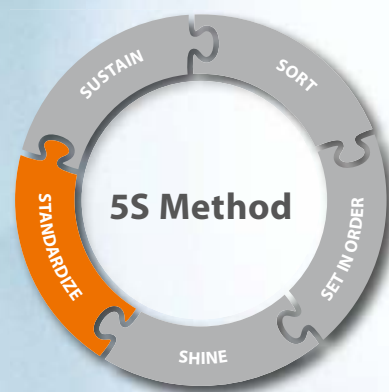 SORT
SET IN ORDER
SHINE
STANDARDIZE
SUSTAIN
5S Method